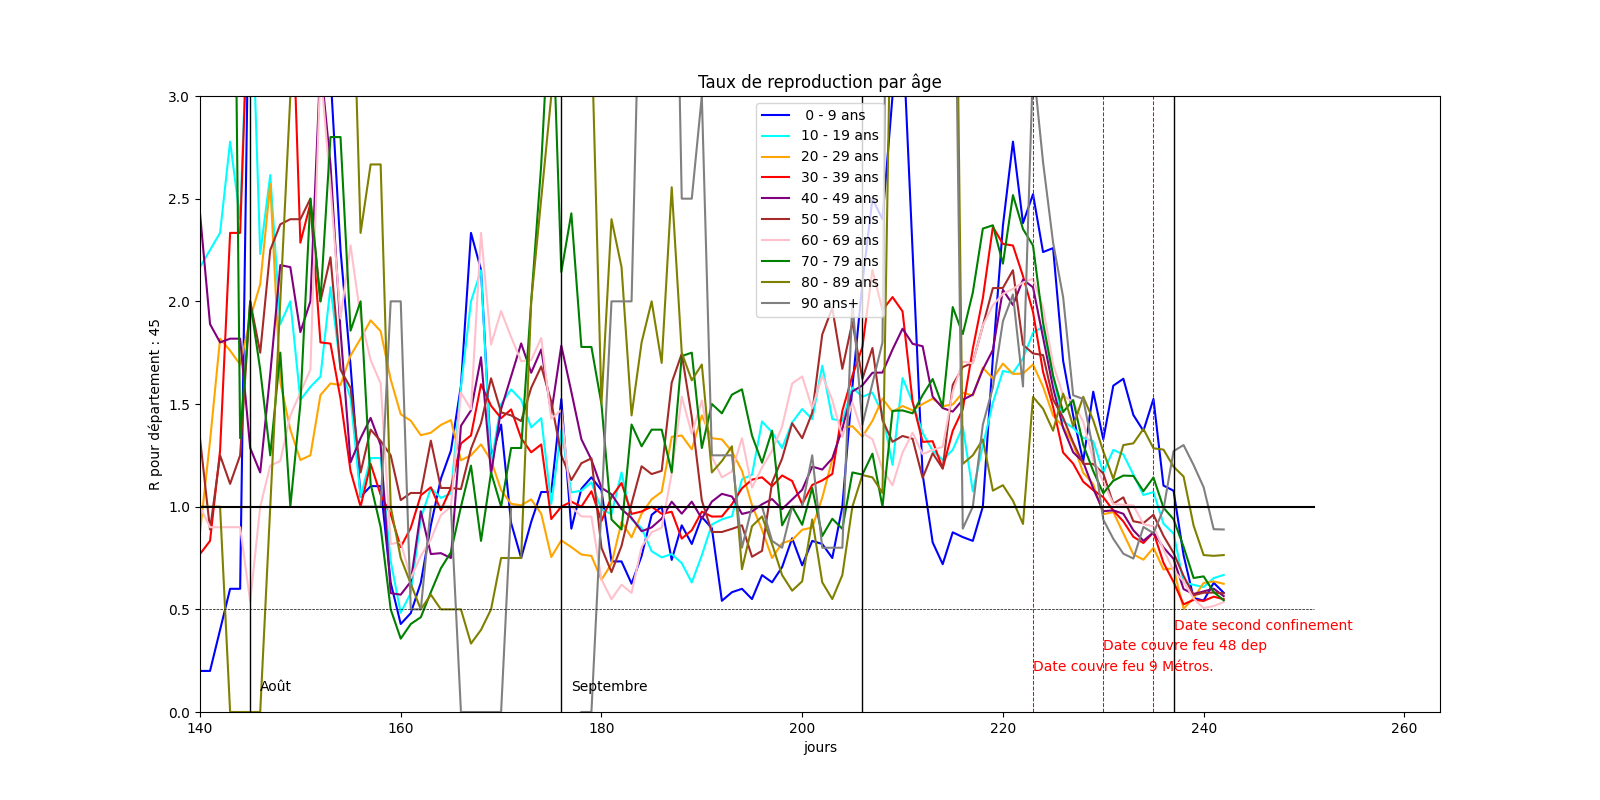 Taux de reproduction par âge
R pour département : 45
3.0
2.5
2.0
1.5
1.0
0.5
0.0
0 - 9 ans
10 - 19 ans
20 - 29 ans
30 - 39 ans
40 - 49 ans
50 - 59 ans
60 - 69 ans
70 - 79 ans
80 - 89 ans
90 ans+
Date second confinement
Date couvre feu 48 dep
Date couvre feu 9 Métros.
Août
Septembre
140
160
180
200
220
240
260
jours